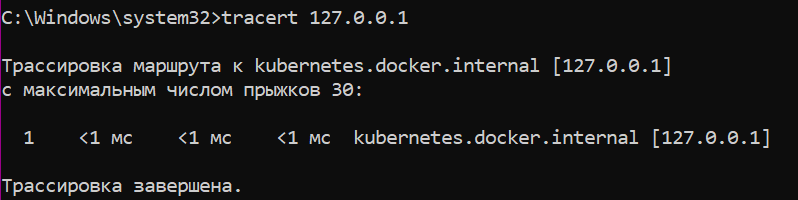 C:\Windows\system32>tracert 127.0.0.1
Трассировка маршрута к kubernetes.docker.internal [127.0.0.1]
с максимальным числом прыжков 30:
1 <1 мс <1 мс <1 мс kubernetes.docker.internal [127.0.0.1]
Трассировка завершена.